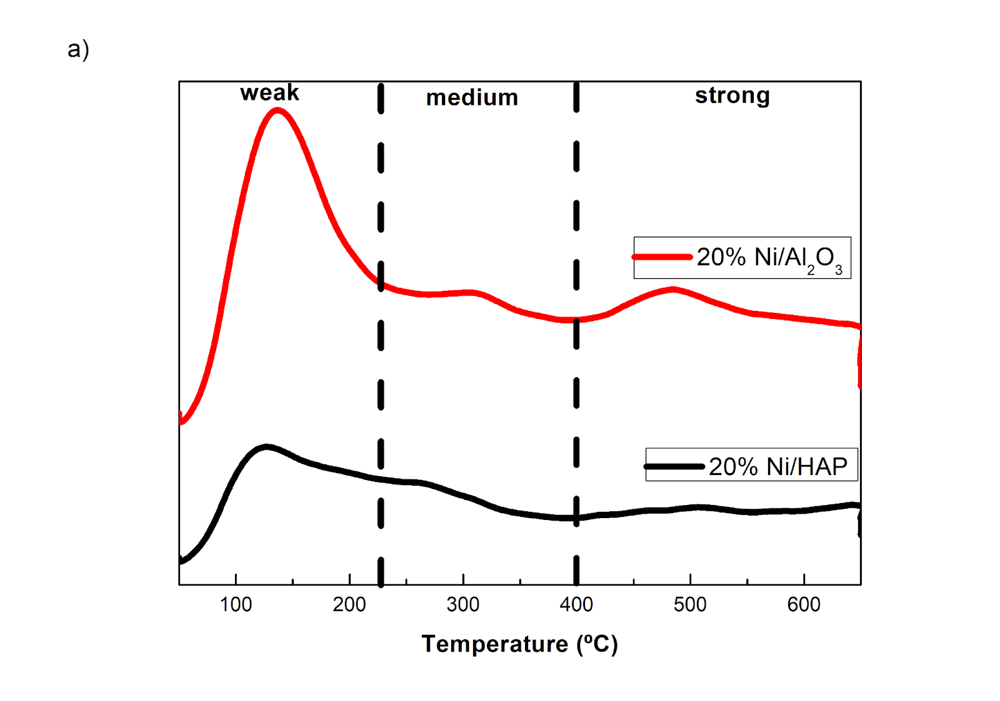 a)
weak
medium
strong
20% Ni/Al₂O₃
20% Ni/HAP
100 200 300 400 500 600
Temperature (ºC)